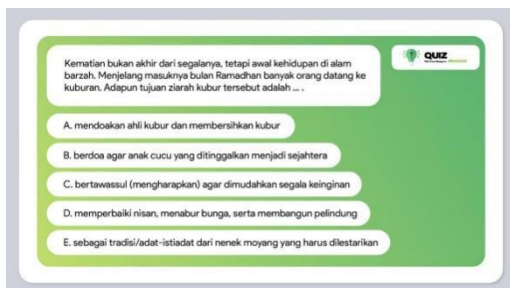 Kematian bukan akhir dari segalanya, tetapi awal kehidupan di alam
barzah. Menjelang masuknya bulan Ramadhan banyak orang datang ke
kuburan. Adapun tujuan ziarah kubur tersebut adalah ... .
QUIZ
A. mendoakan ahli kubur dan membersihkan kubur
B. berdoa agar anak cucu yang ditinggalkan menjadi sejahtera
C. bertawassul (mengharapkan) agar dimudahkan segala keinginan
D. memperbaiki nisan, menabur bunga, serta membangun pelindung
E. sebagai tradisi/adat-istiadat dari nenek moyang yang harus dilestarikan